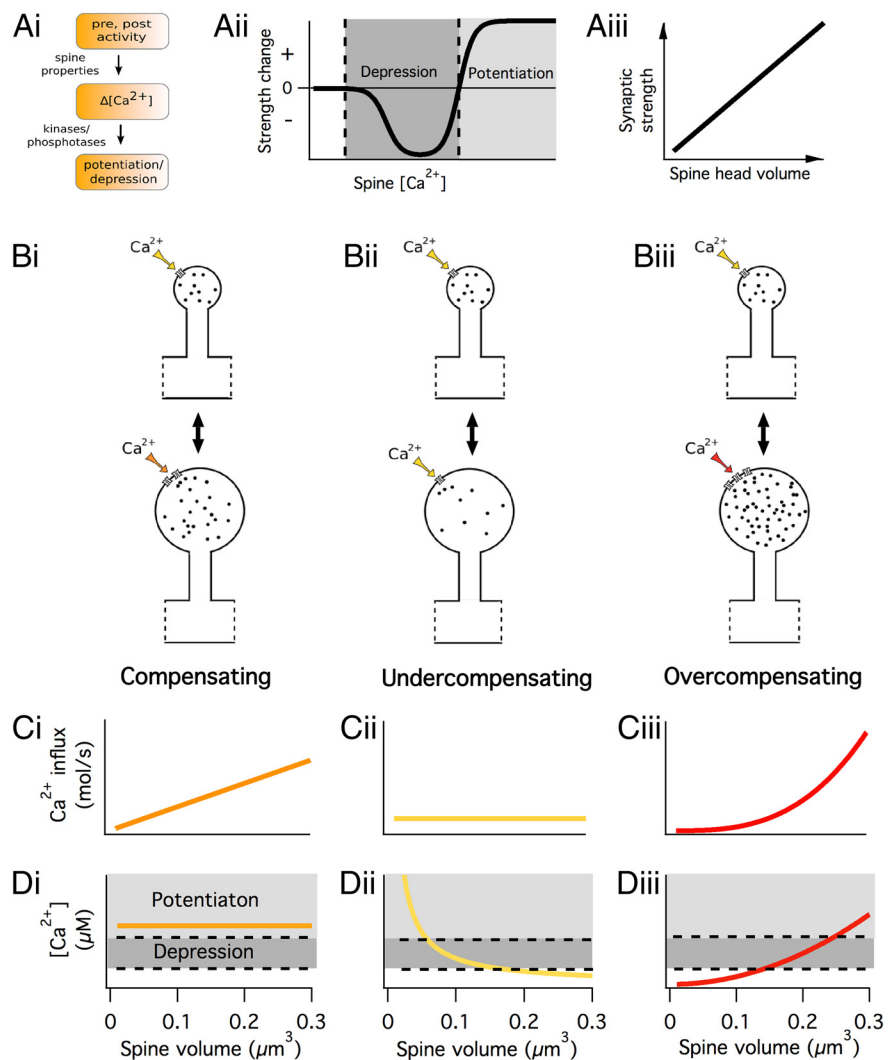 Ai
pre, post
activity
spine
properties
Δ[Ca²⁺]
kinases/
phosphotases
potentiation/
depression
Aii
Strength change
+
0
–
Depression
Potentiation
Spine [Ca²⁺]
Aiii
Synaptic
strength
Spine head volume
Bi
Ca²⁺
Ca²⁺
Compensating
Bii
Ca²⁺
Ca²⁺
Undercompensating
Biii
Ca²⁺
Ca²⁺
Overcompensating
Ci
Ca²⁺ influx
(mol/s)
Cii
Ciii
Di
[Ca²⁺]
(μM)
Potentiaton
Depression
0 0.1 0.2 0.3
Spine volume (μm³)
Dii
0 0.1 0.2 0.3
Spine volume (μm³)
Diii
0 0.1 0.2 0.3
Spine volume (μm³)